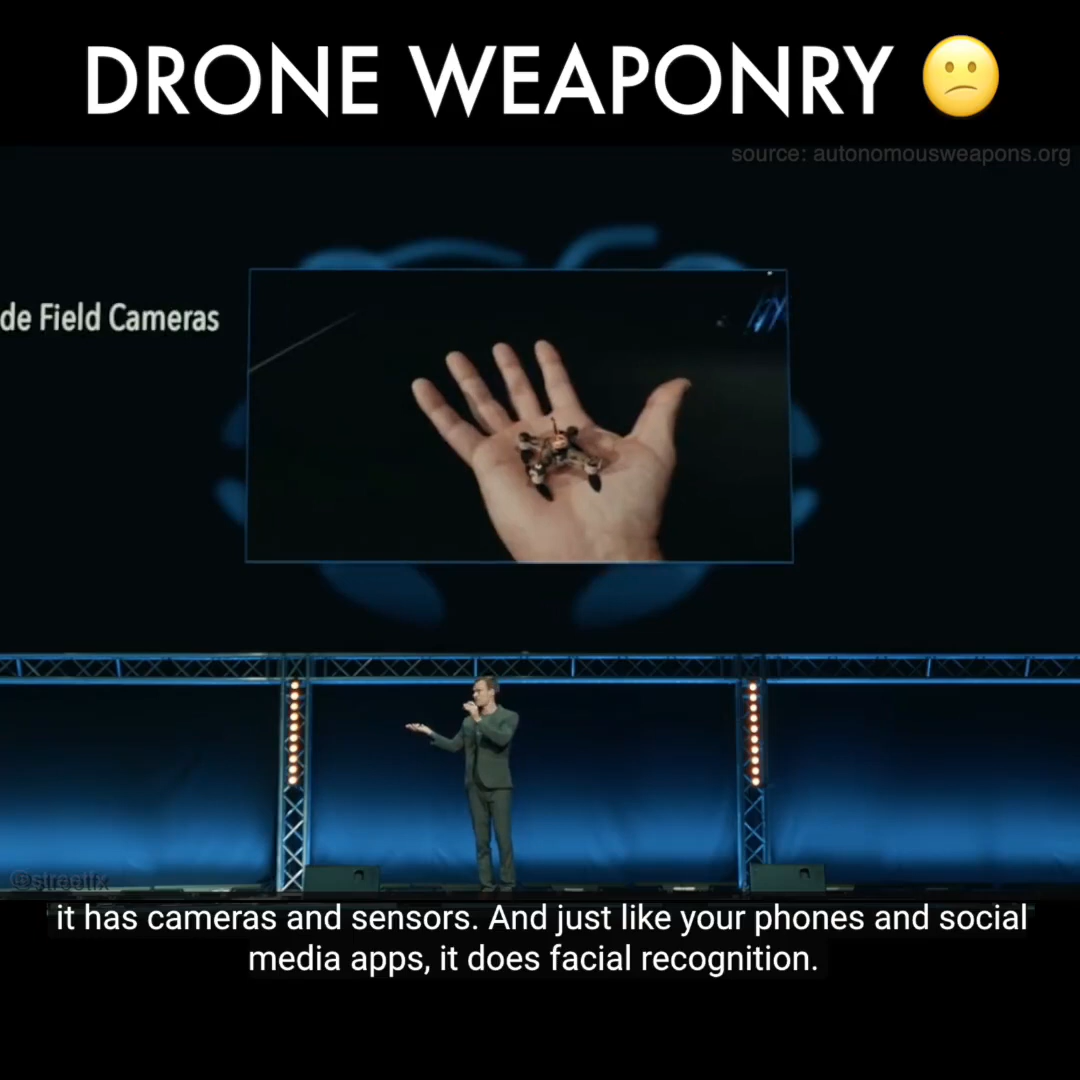 DRONE WEAPONRY 😕
source: autonomousweapons.org
de Field Cameras
@streetfx
it has cameras and sensors. And just like your phones and social
media apps, it does facial recognition.